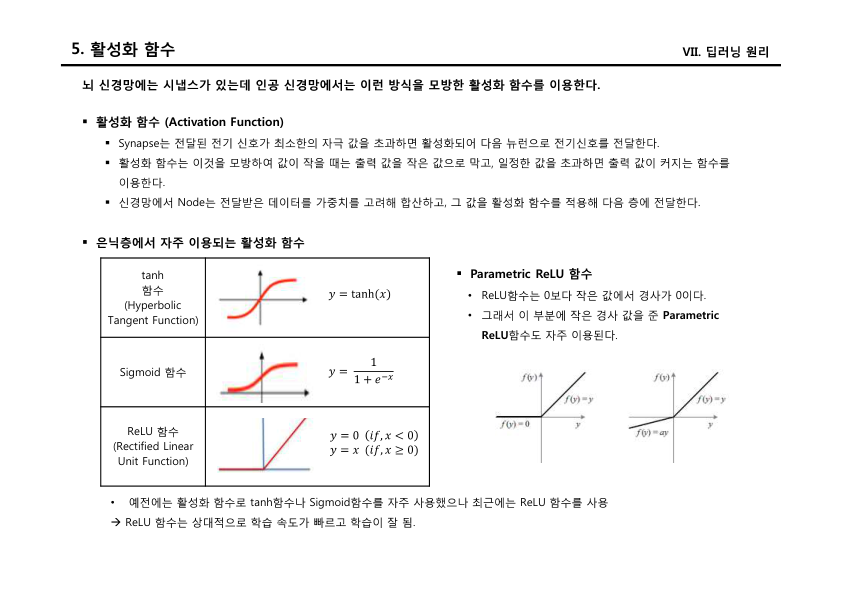 5. 활성화 함수
VII. 딥러닝 원리
뇌 신경망에는 시냅스가 있는데 인공 신경망에서는 이런 방식을 모방한 활성화 함수를 이용한다.
▪ 활성화 함수 (Activation Function)
▪ Synapse는 전달된 전기 신호가 최소한의 자극 값을 초과하면 활성화되어 다음 뉴런으로 전기신호를 전달한다.
▪ 활성화 함수는 이것을 모방하여 값이 작을 때는 출력 값을 작은 값으로 막고, 일정한 값을 초과하면 출력 값이 커지는 함수를
이용한다.
▪ 신경망에서 Node는 전달받은 데이터를 가중치를 고려해 합산하고, 그 값을 활성화 함수를 적용해 다음 층에 전달한다.
▪ 은닉층에서 자주 이용되는 활성화 함수
tanh
함수
(Hyperbolic
Tangent Function)
y = tanh(x)
Sigmoid 함수
y = 1 / (1 + e^{-x})
ReLU 함수
(Rectified Linear
Unit Function)
y = 0 (if, x < 0)
y = x (if, x ≥ 0)
▪ Parametric ReLU 함수
• ReLU함수는 0보다 작은 값에서 경사가 0이다.
• 그래서 이 부분에 작은 경사 값을 준 Parametric
ReLU함수도 자주 이용된다.
f(y)
f(y)=y
f(y)=0
y
f(y)
f(y)=y
f(y)=ay
y
• 예전에는 활성화 함수로 tanh함수나 Sigmoid함수를 자주 사용했으나 최근에는 ReLU 함수를 사용
→ ReLU 함수는 상대적으로 학습 속도가 빠르고 학습이 잘 됨.